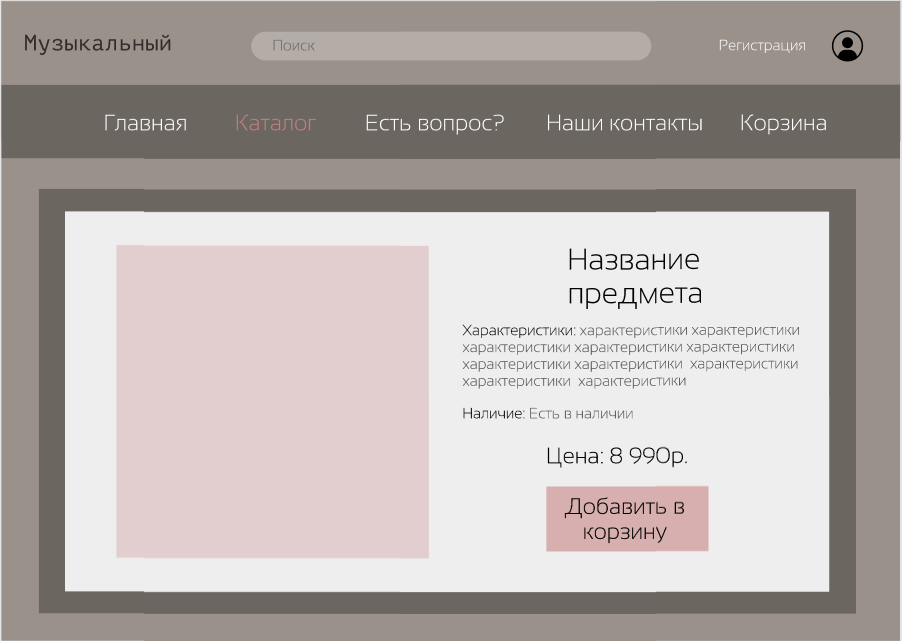 Музыкальный
Поиск
Регистрация
Главная
Каталог
Есть вопрос?
Наши контакты
Корзина
Название
предмета
Характеристики: характеристики характеристики
характеристики характеристики характеристики
характеристики характеристики  характеристики
характеристики  характеристики
Наличие: Есть в наличии
Цена: 8 990р.
Добавить в
корзину